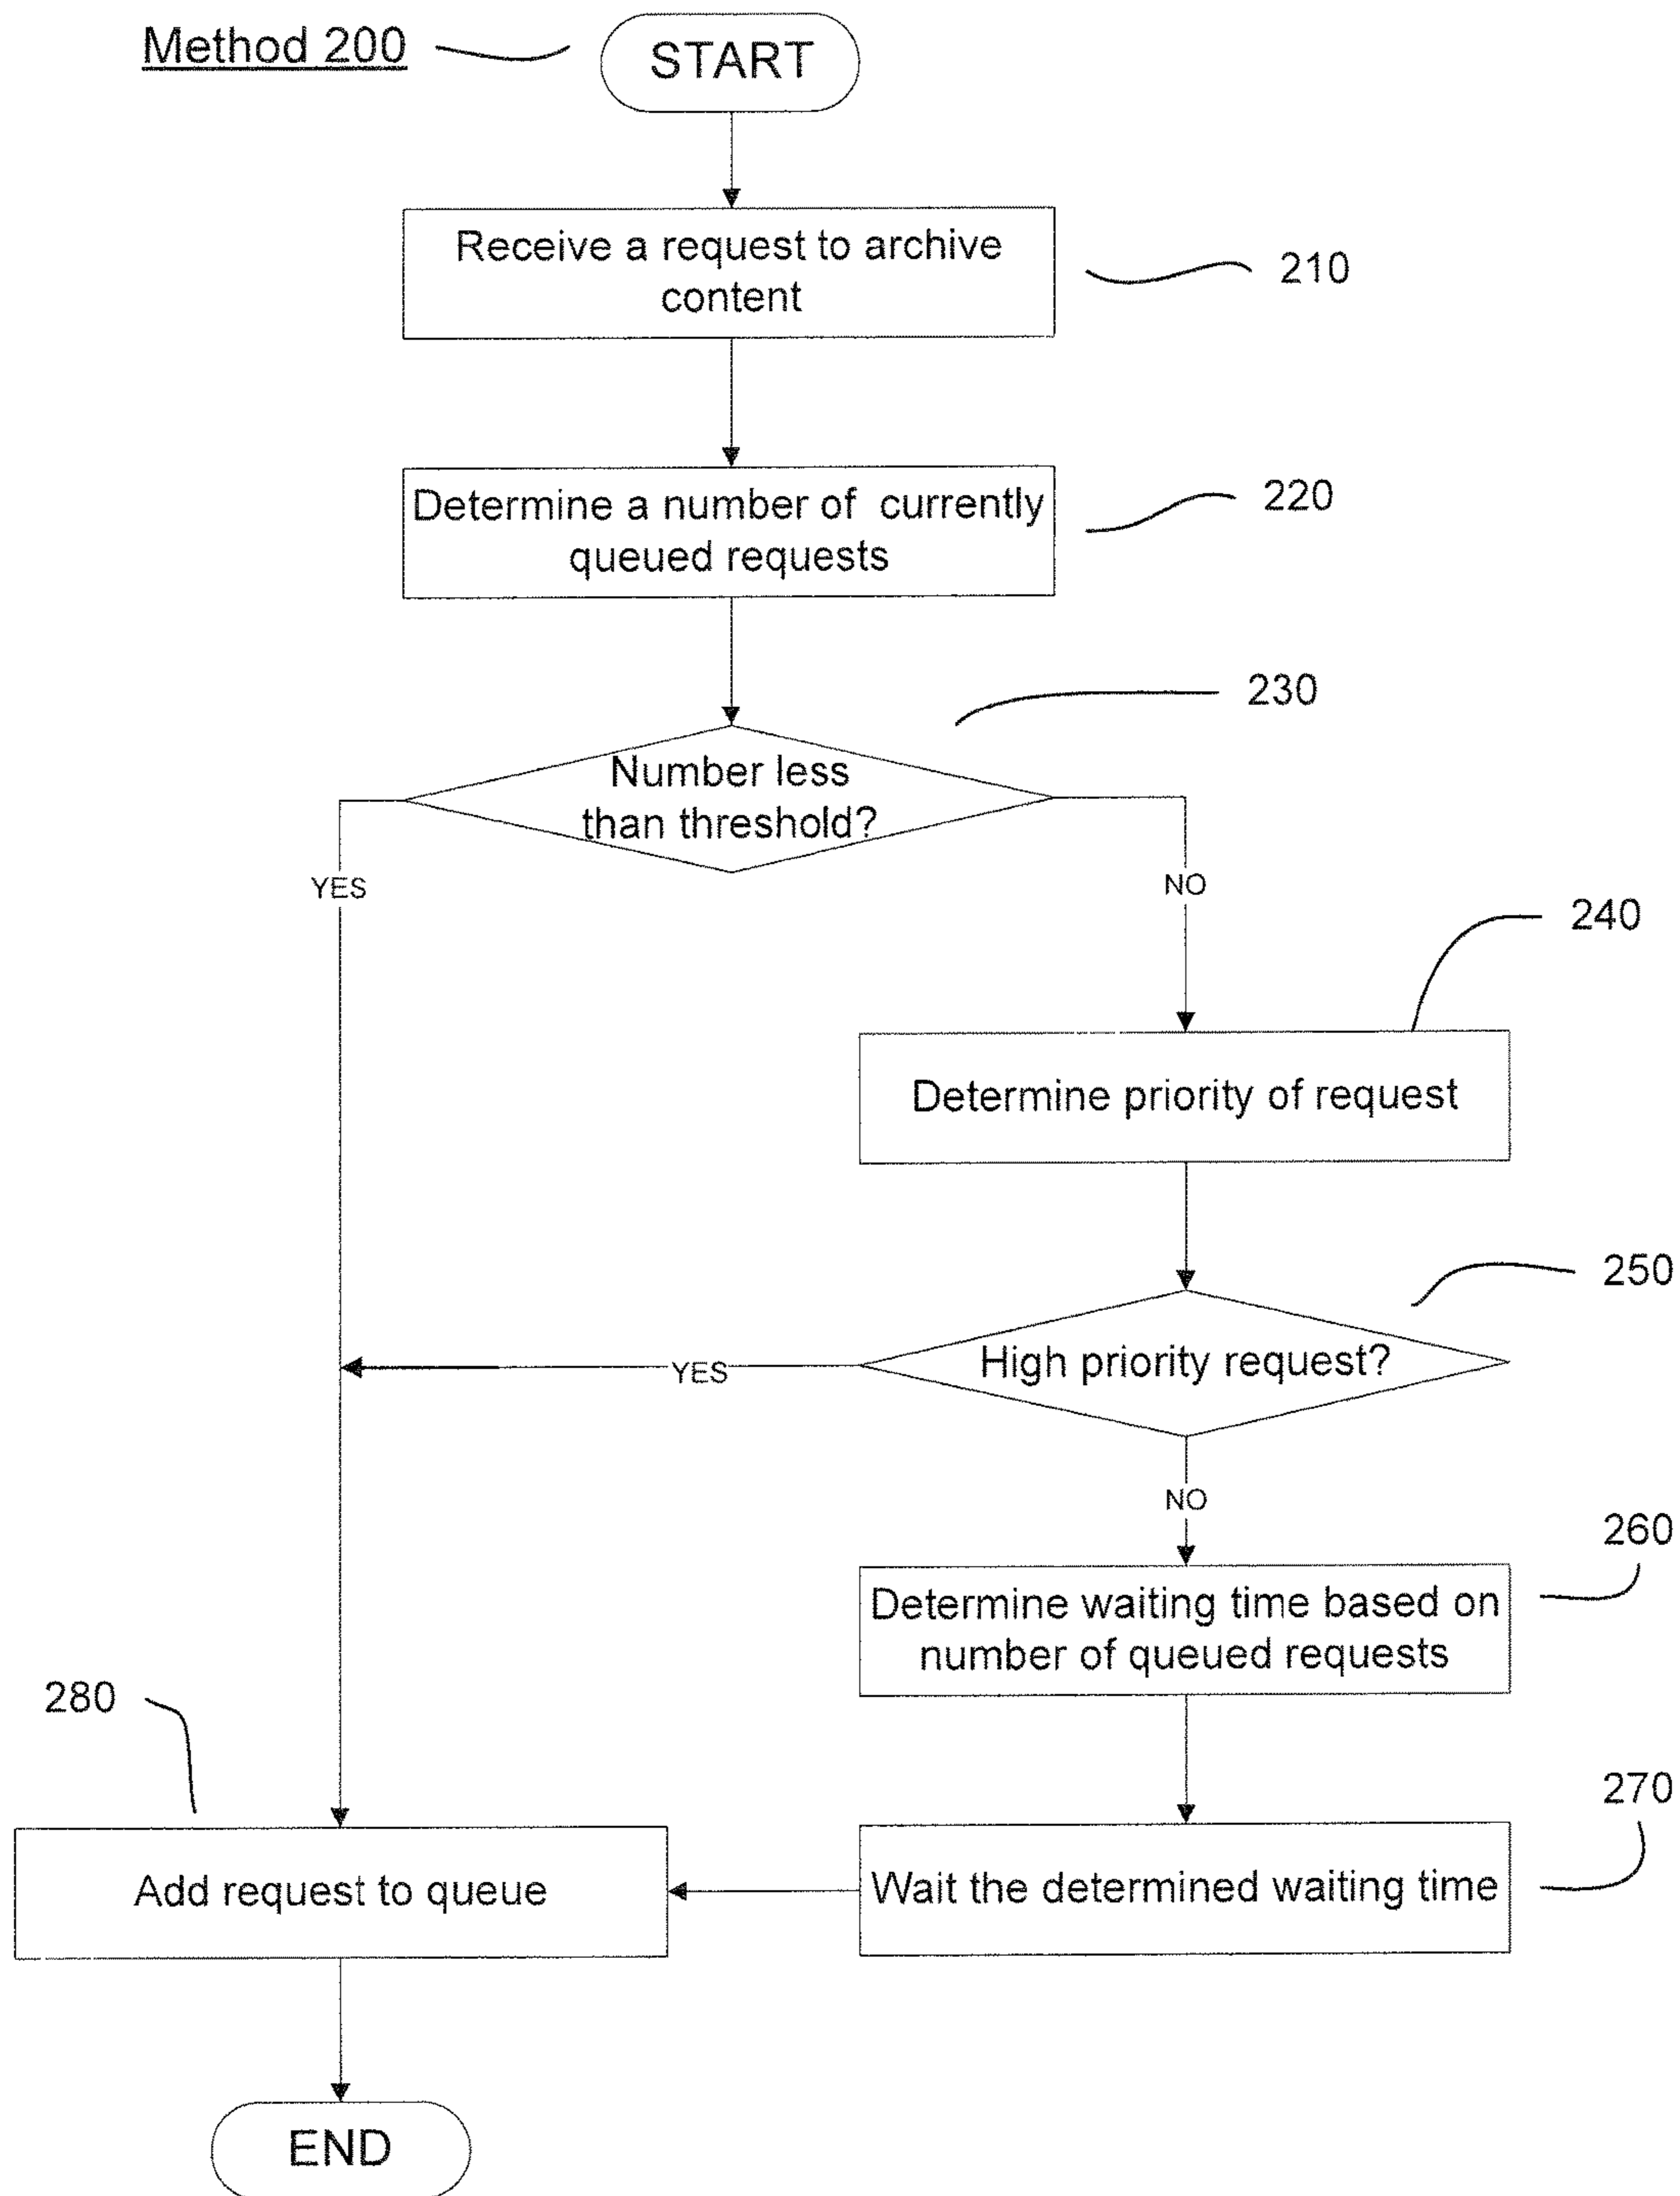 Method 200
START
Receive a request to archive
content
210
Determine a number of currently
queued requests
220
230
Number less
than threshold?
YES
NO
240
Determine priority of request
250
High priority request?
YES
NO
260
Determine waiting time based on
number of queued requests
280
270
Add request to queue
Wait the determined waiting time
END